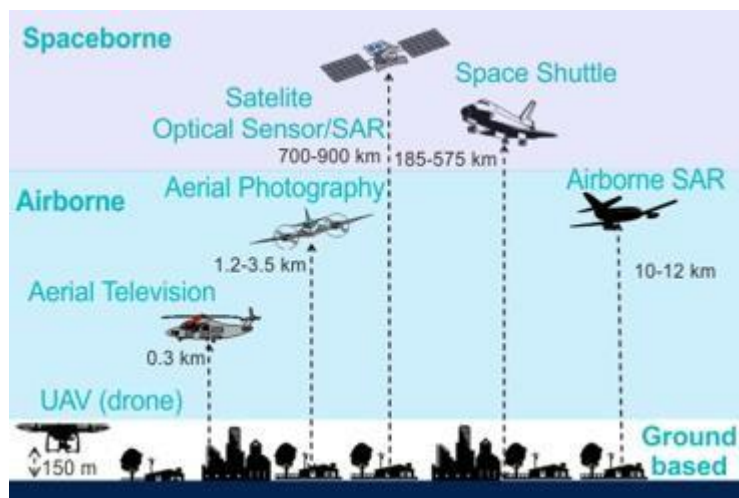 Spaceborne
Space Shuttle
Satelite
Optical Sensor/SAR
700-900 km
185-575 km
Aerial Photography
Airborne SAR
Airborne
1.2-3.5 km
10-12 km
Aerial Television
0.3 km
UAV (drone)
150 m
Ground
based